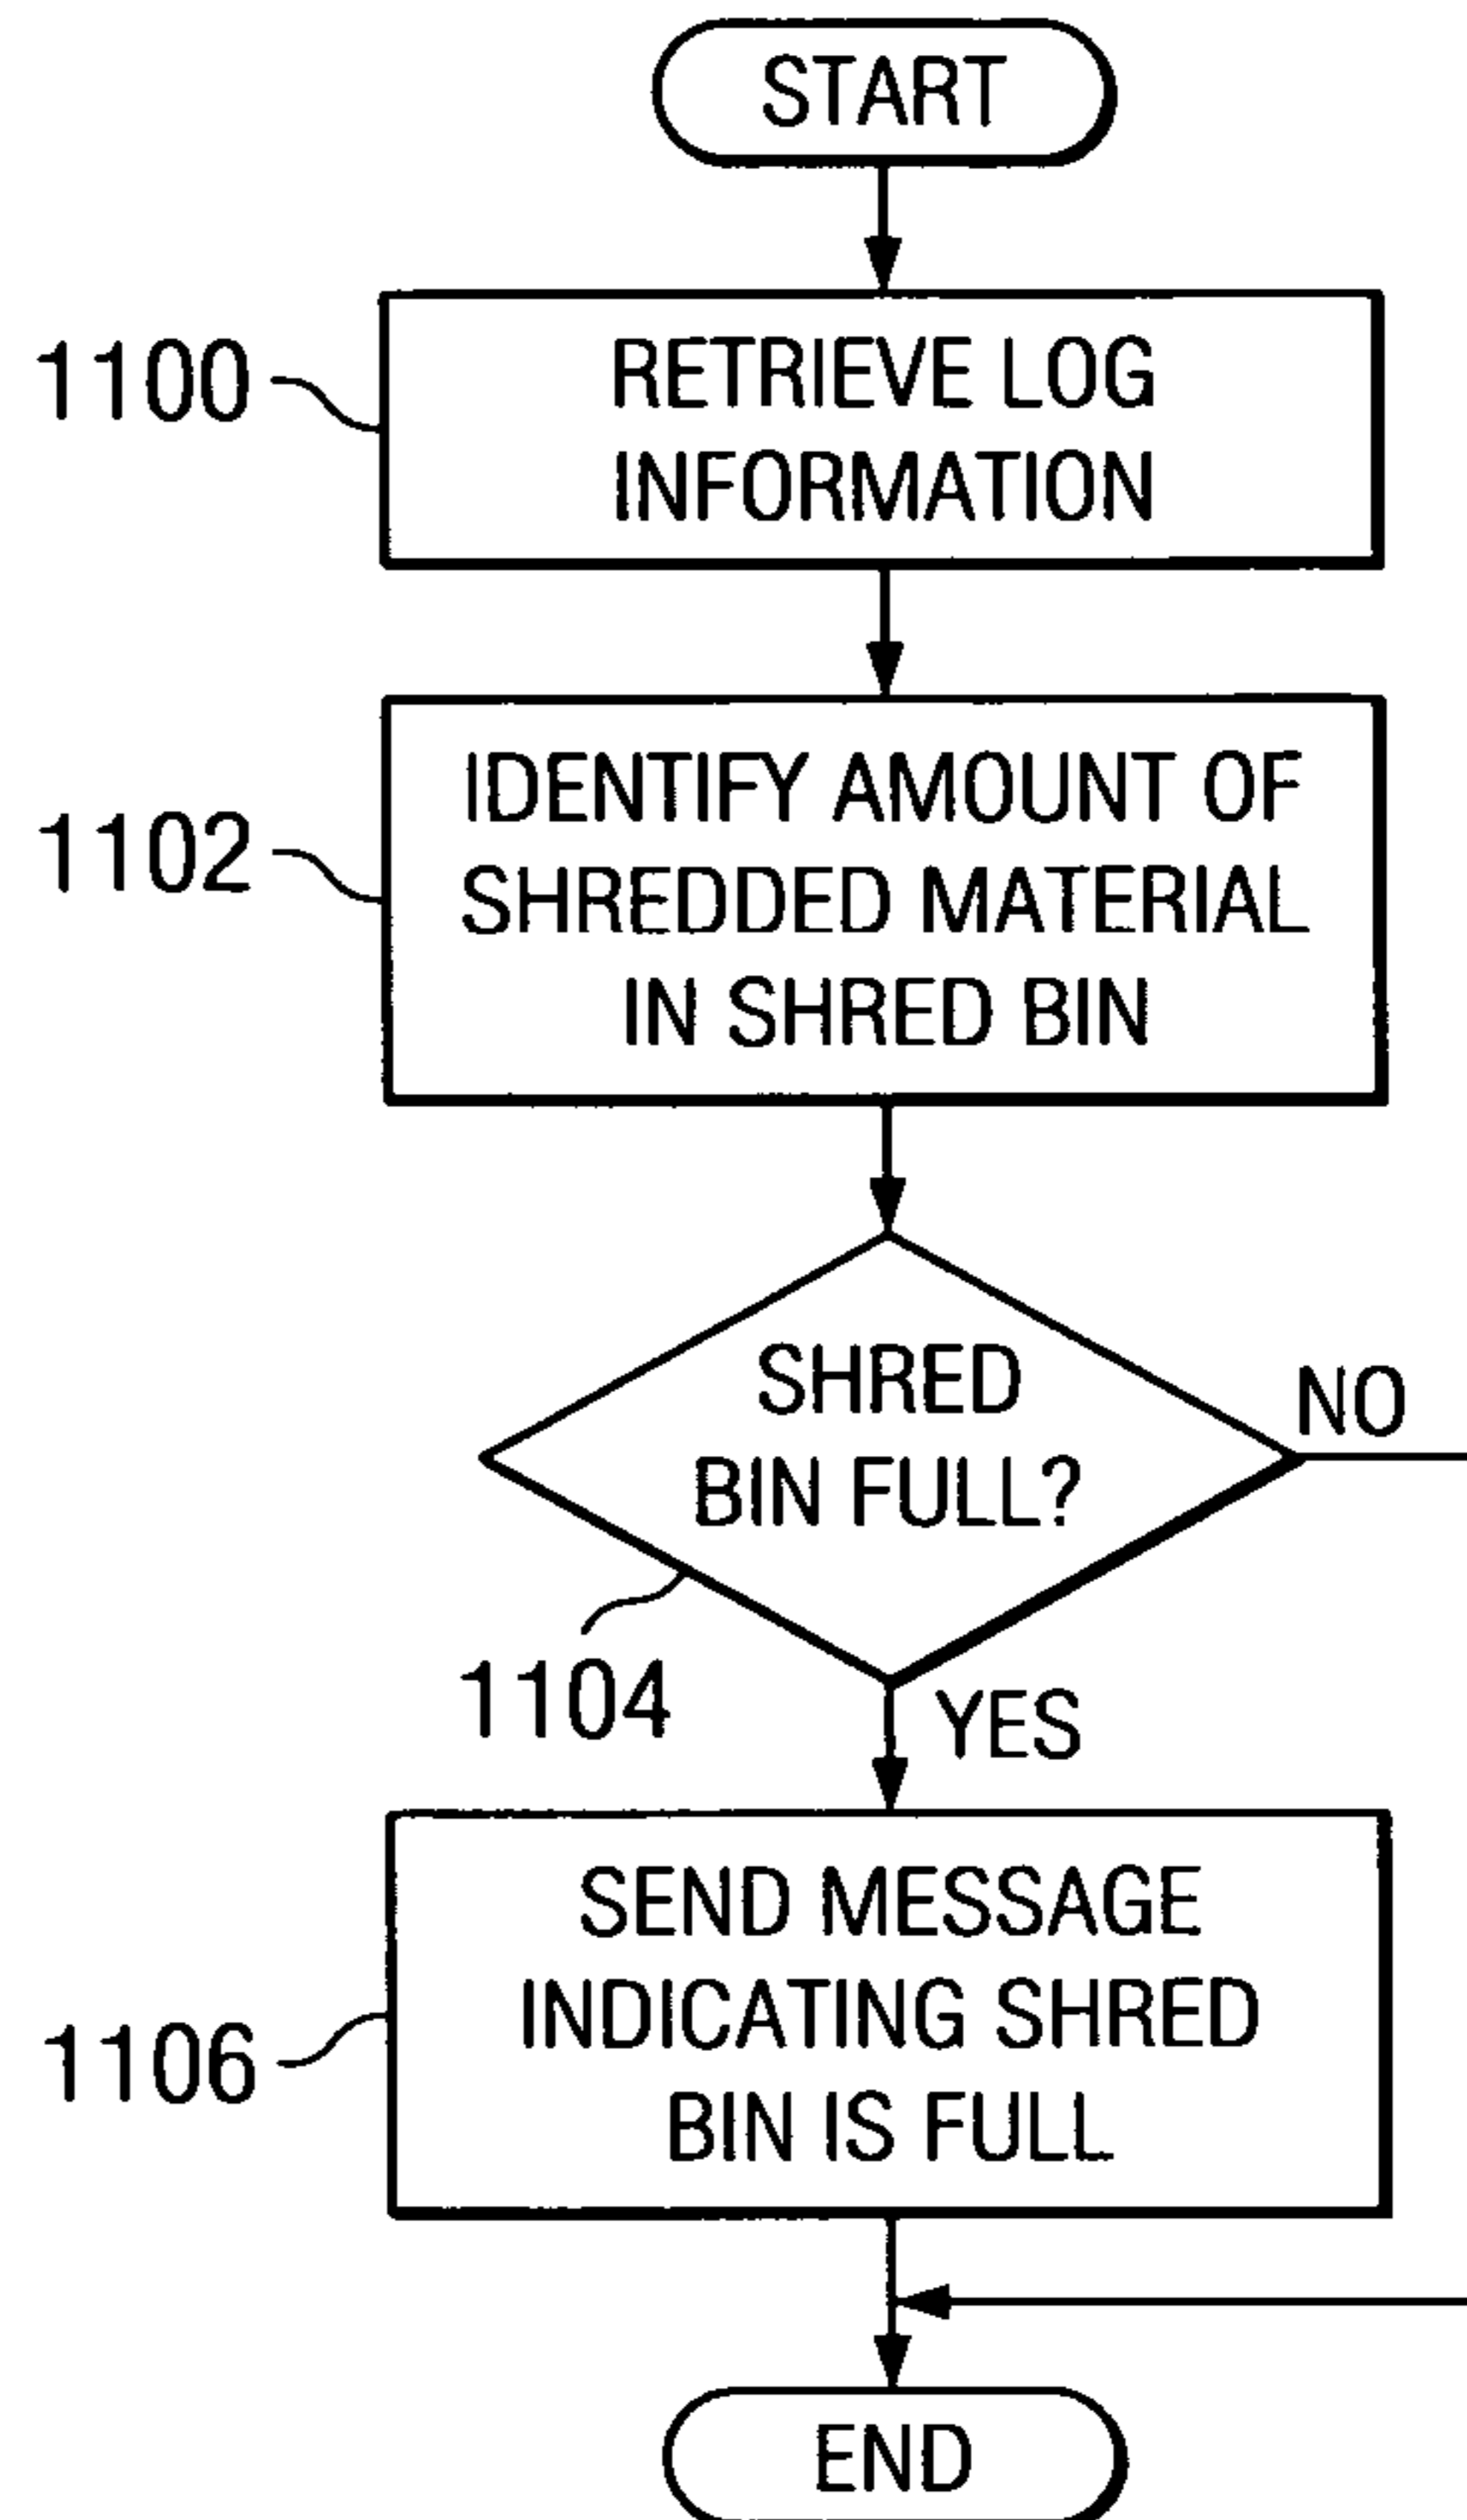 START
1100
RETRIEVE LOG
INFORMATION
1102
IDENTIFY AMOUNT OF
SHREDDED MATERIAL
IN SHRED BIN
SHRED
BIN FULL?
NO
1104
YES
1106
SEND MESSAGE
INDICATING SHRED
BIN IS FULL
END